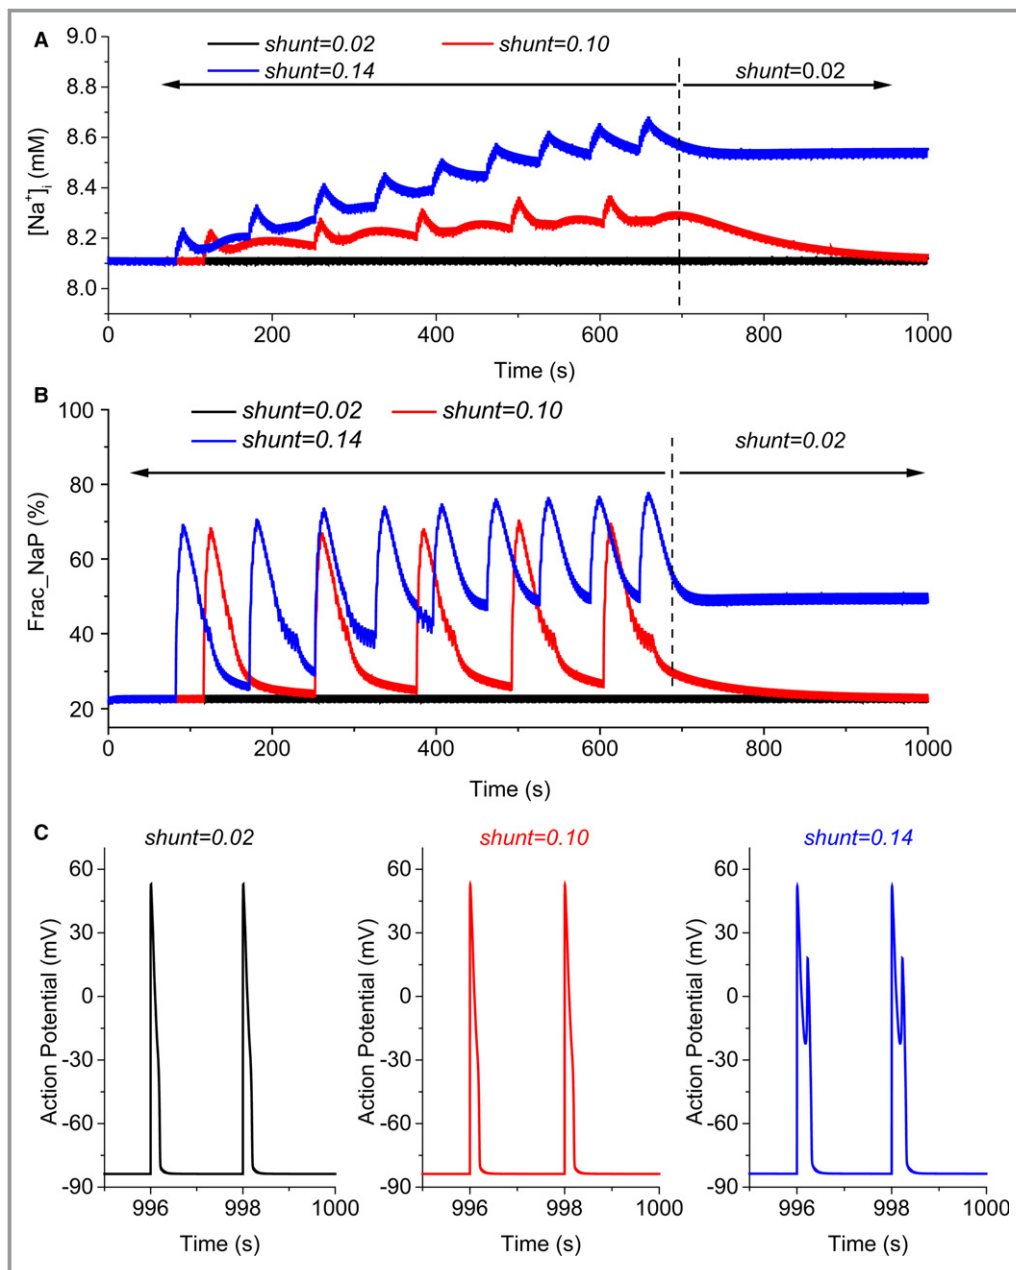 A
shunt=0.02 shunt=0.10
shunt=0.14 shunt=0.02
[Na+]i (mM)
9.0
8.8
8.6
8.4
8.2
8.0
0 200 400 600 800 1000
Time (s)
B
shunt=0.02 shunt=0.10
shunt=0.14 shunt=0.02
Frac_NaP (%)
100
80
60
40
20
0 200 400 600 800 1000
Time (s)
C
shunt=0.02 shunt=0.10 shunt=0.14
Action Potential (mV)
60
30
0
-30
-60
-90
996 998 1000
Time (s)
Action Potential (mV)
60
30
0
-30
-60
-90
996 998 1000
Time (s)
Action Potential (mV)
60
30
0
-30
-60
-90
996 998 1000
Time (s)